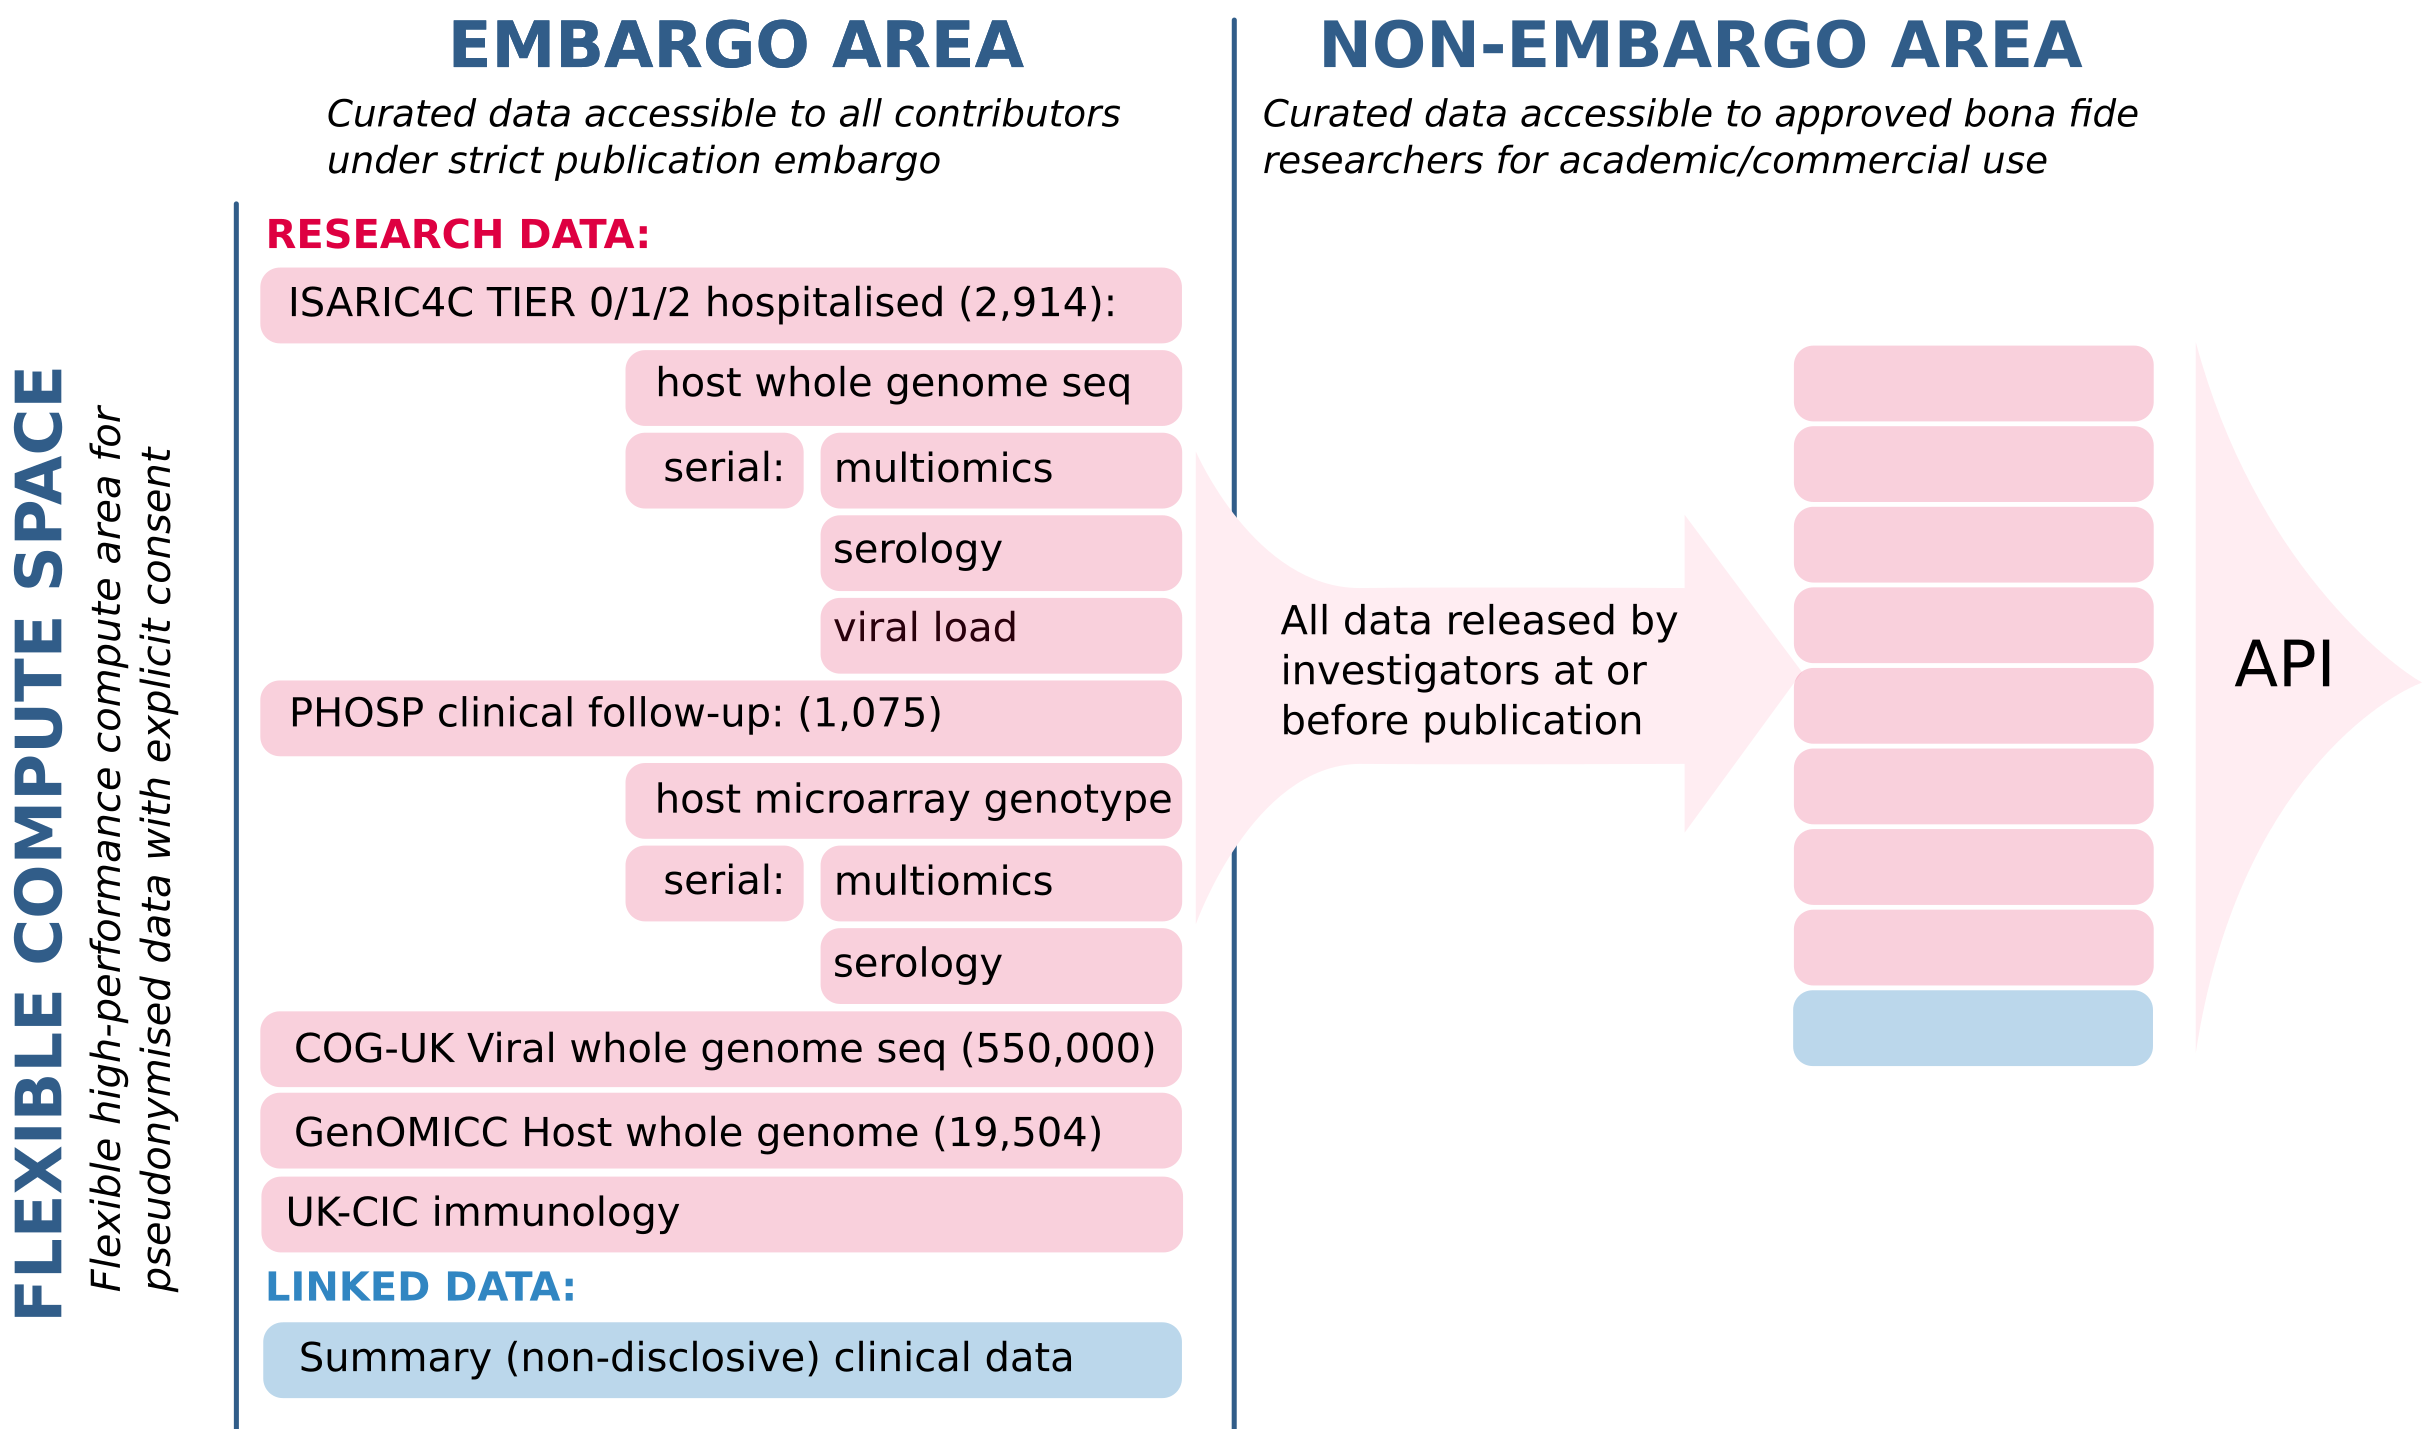 EMBARGO AREA
Curated data accessible to all contributors
under strict publication embargo
NON-EMBARGO AREA
Curated data accessible to approved bona fide
researchers for academic/commercial use
FLEXIBLE COMPUTE SPACE
Flexible high-performance compute area for
pseudonymised data with explicit consent
RESEARCH DATA:
ISARIC4C TIER 0/1/2 hospitalised (2,914):
host whole genome seq
serial:
multiomics
serology
viral load
PHOSP clinical follow-up: (1,075)
host microarray genotype
serial:
multiomics
serology
COG-UK Viral whole genome seq (550,000)
GenOMICC Host whole genome (19,504)
UK-CIC immunology
LINKED DATA:
Summary (non-disclosive) clinical data
All data released by
investigators at or
before publication
API